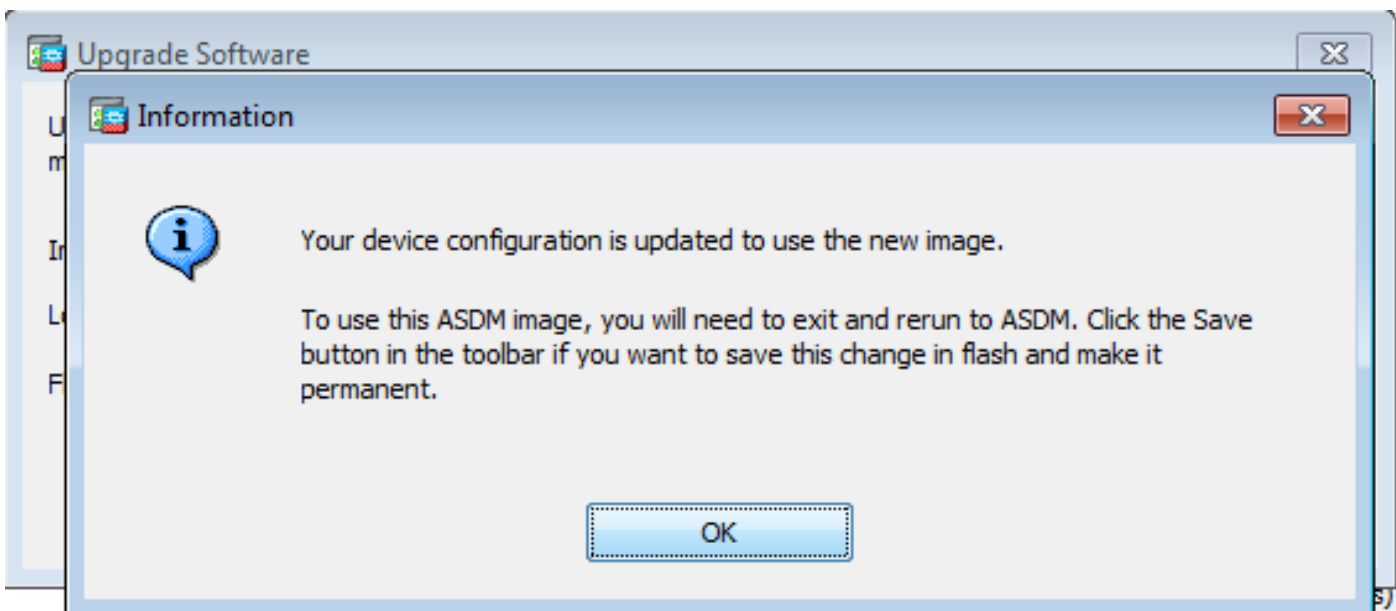 Upgrade Software
Information
Your device configuration is updated to use the new image.
To use this ASDM image, you will need to exit and rerun to ASDM. Click the Save
button in the toolbar if you want to save this change in flash and make it
permanent.
OK